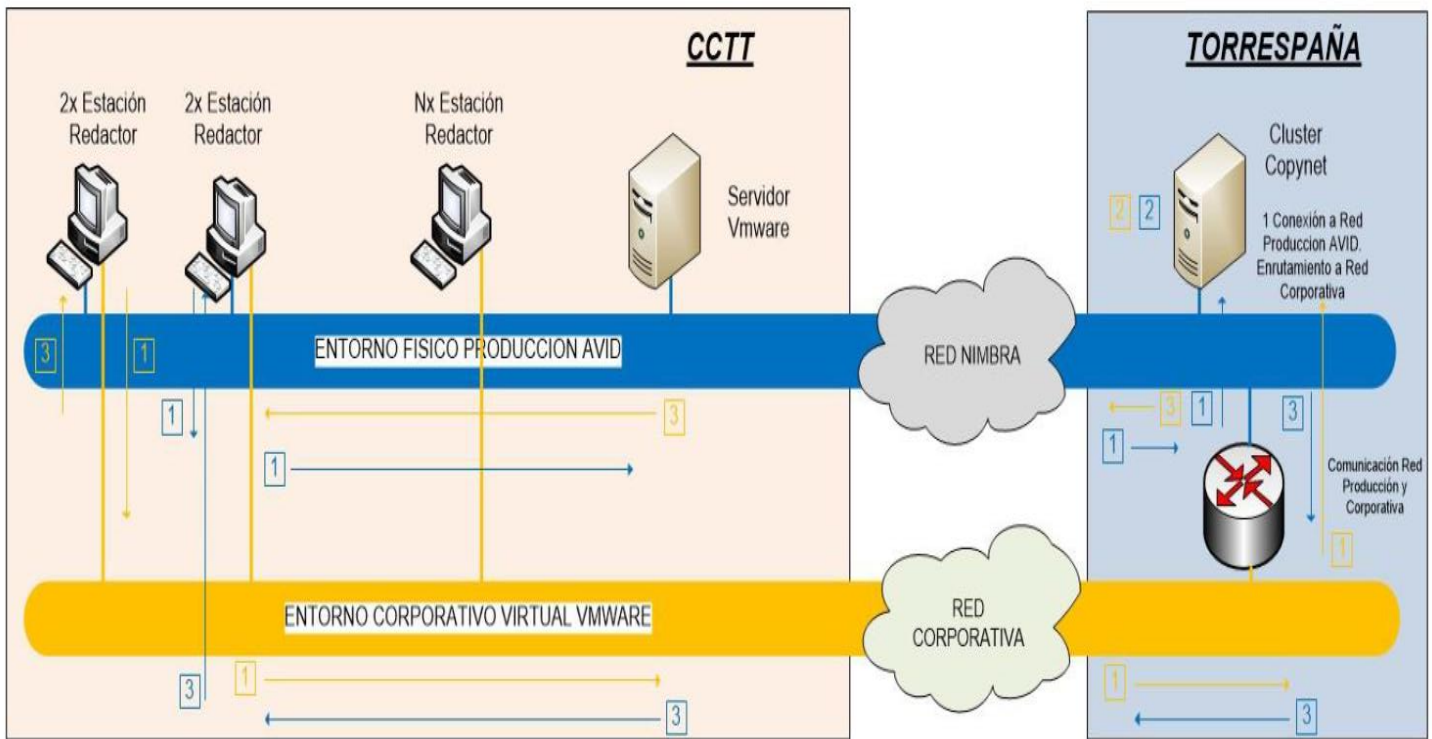 CCTT
TORRESPAÑA
2x Estación
Redactor
2x Estación
Redactor
Nx Estación
Redactor
Servidor
Vmware
Cluster
Copynet
2
2
1 Conexión a Red
Produccion AVID.
Enrutamiento a Red
Corporativa
ENTORNO FISICO PRODUCCION AVID
RED NIMBRA
3
1
1
3
1
3
1
3
1
Comunicación Red
Producción y
Corporativa
1
ENTORNO CORPORATIVO VIRTUAL VMWARE
RED
CORPORATIVA
3
1
3
1
3